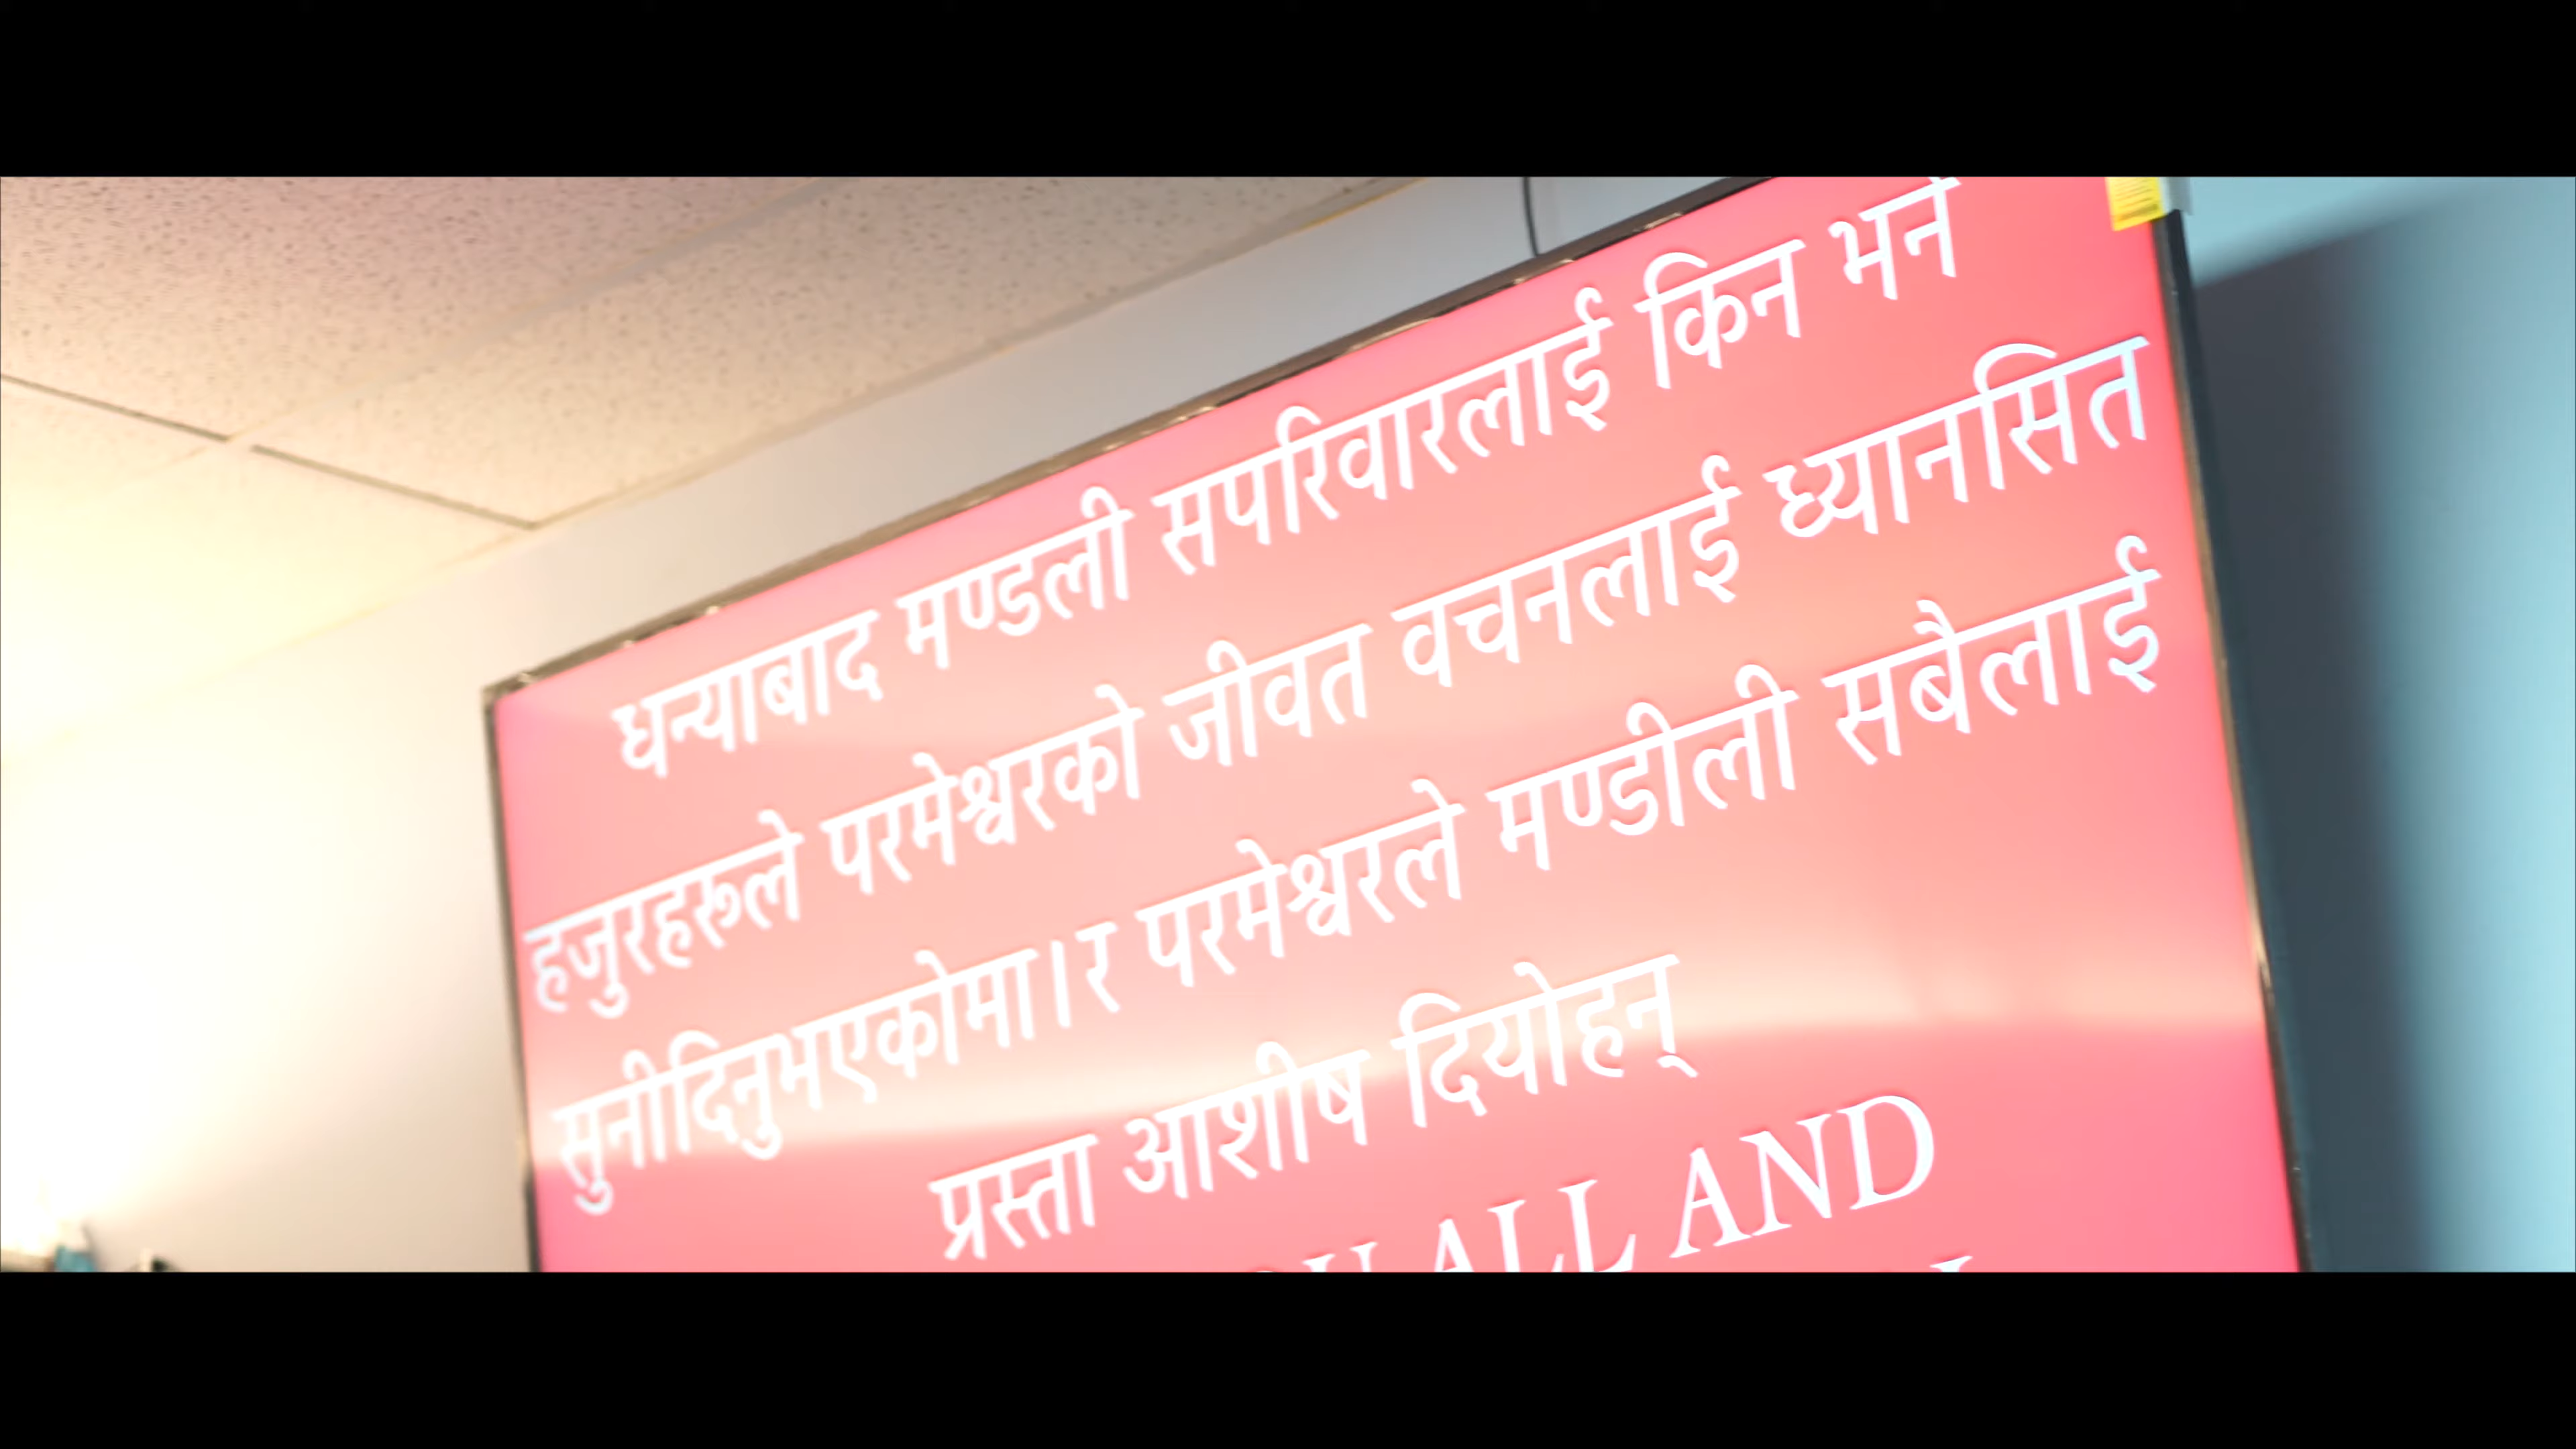 धन्याबाद मण्डली सपरिवारलाई किन भने
हजुरहरूले परमेश्वरको जीवत वचनलाई ध्यानसित
सुनीदिनुभएकोमा।र परमेश्वरले मण्डीली सबैलाई
प्रस्ता आशीष दियोहन्
ALL AND